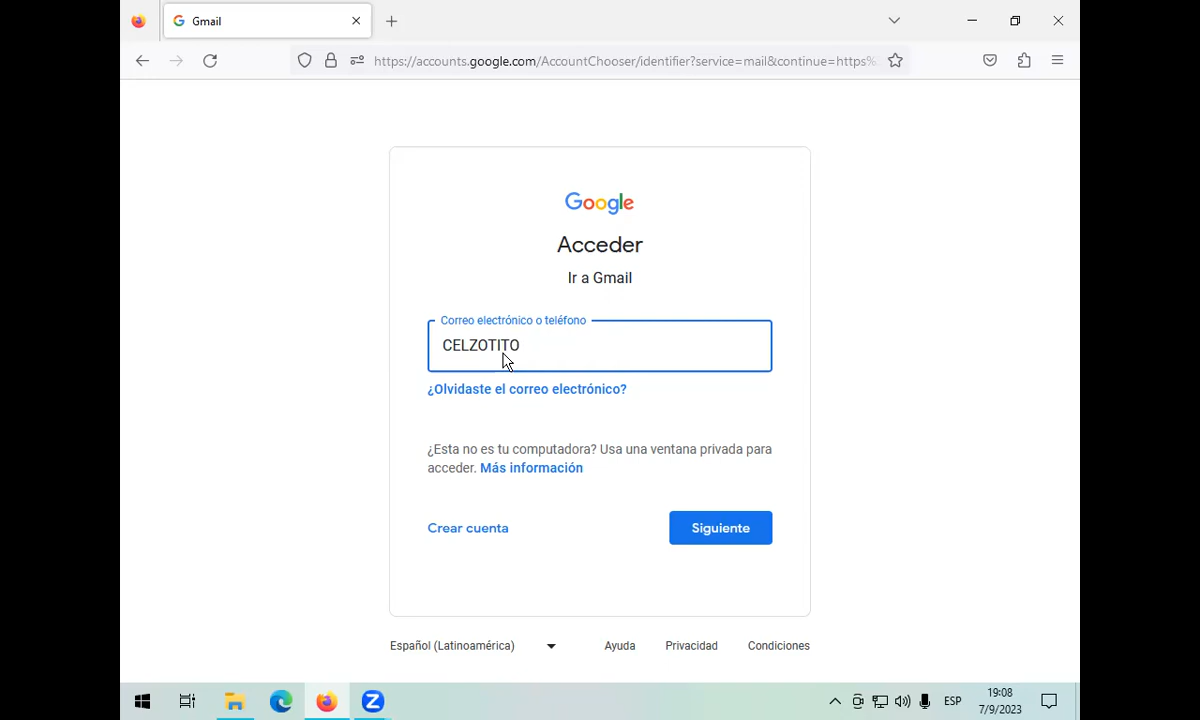 Gmail
https://accounts.google.com/AccountChooser/identifier?service=mail&continue=https%
Google
Acceder
Ir a Gmail
Correo electrónico o teléfono
CELZOTITO
¿Olvidaste el correo electrónico?
¿Esta no es tu computadora? Usa una ventana privada para
acceder. Más información
Crear cuenta
Siguiente
Español (Latinoamérica)
Ayuda
Privacidad
Condiciones
ESP
19:08
7/9/2023